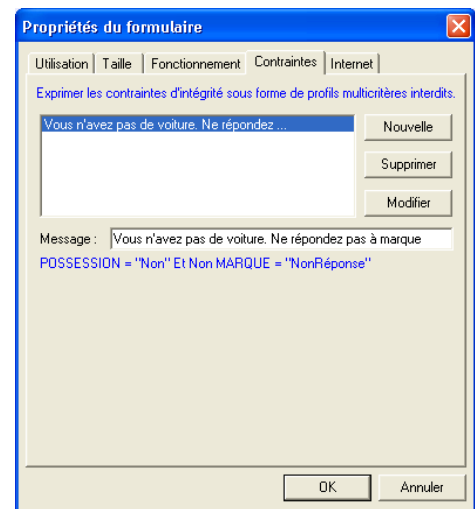 Propriétés du formulaire
Utilisation Taille Fonctionnement Contraintes Internet
Exprimer les contraintes d'intégrité sous forme de profils multicritères interdits.
Vous n'avez pas de voiture. Ne répondez ...
Nouvelle
Supprimer
Modifier
Message : Vous n'avez pas de voiture. Ne répondez pas à marque
POSSESSION = "Non" Et Non MARQUE = "NonRéponse"
OK Annuler